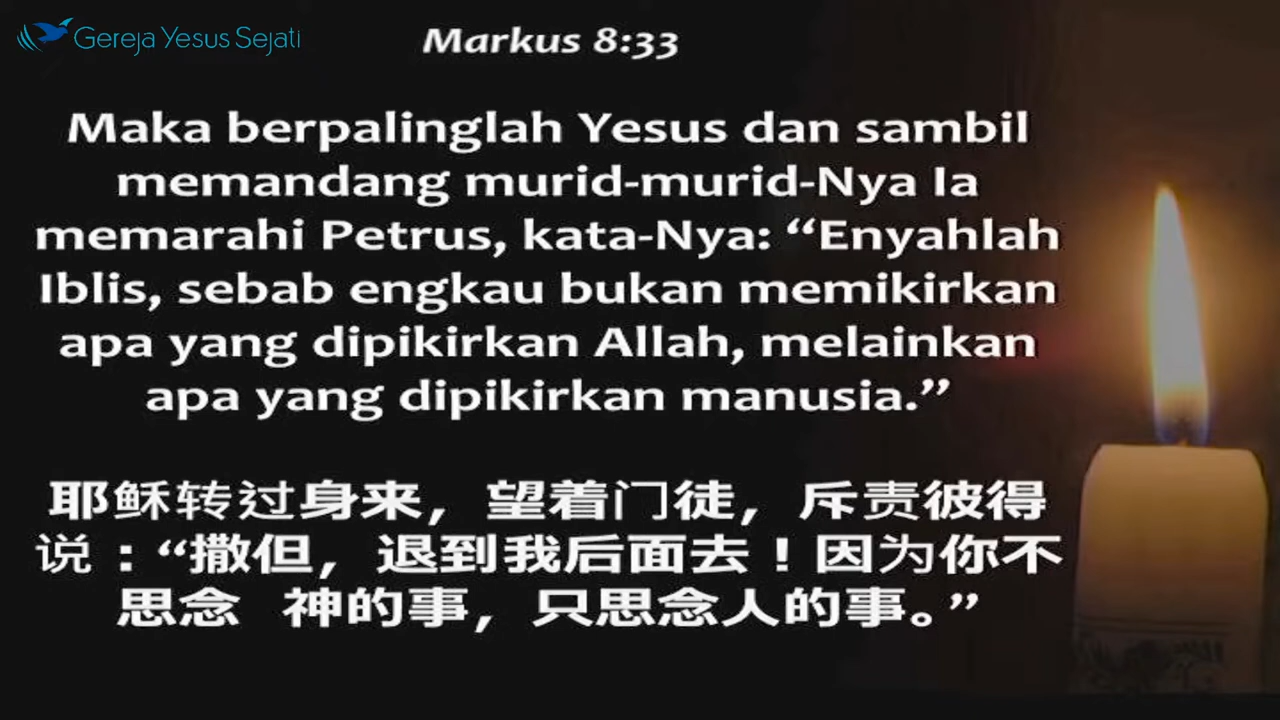 Gereja Yesus Sejati
Markus 8:33
Maka berpalinglah Yesus dan sambil
memandang murid-murid-Nya Ia
memarahi Petrus, kata-Nya: “Enyahlah
Iblis, sebab engkau bukan memikirkan
apa yang dipikirkan Allah, melainkan
apa yang dipikirkan manusia.”
耶稣转过身来，望着门徒，斥责彼得
说：“撒但，退到我后面去！因为你不
思念  神的事，只思念人的事。”